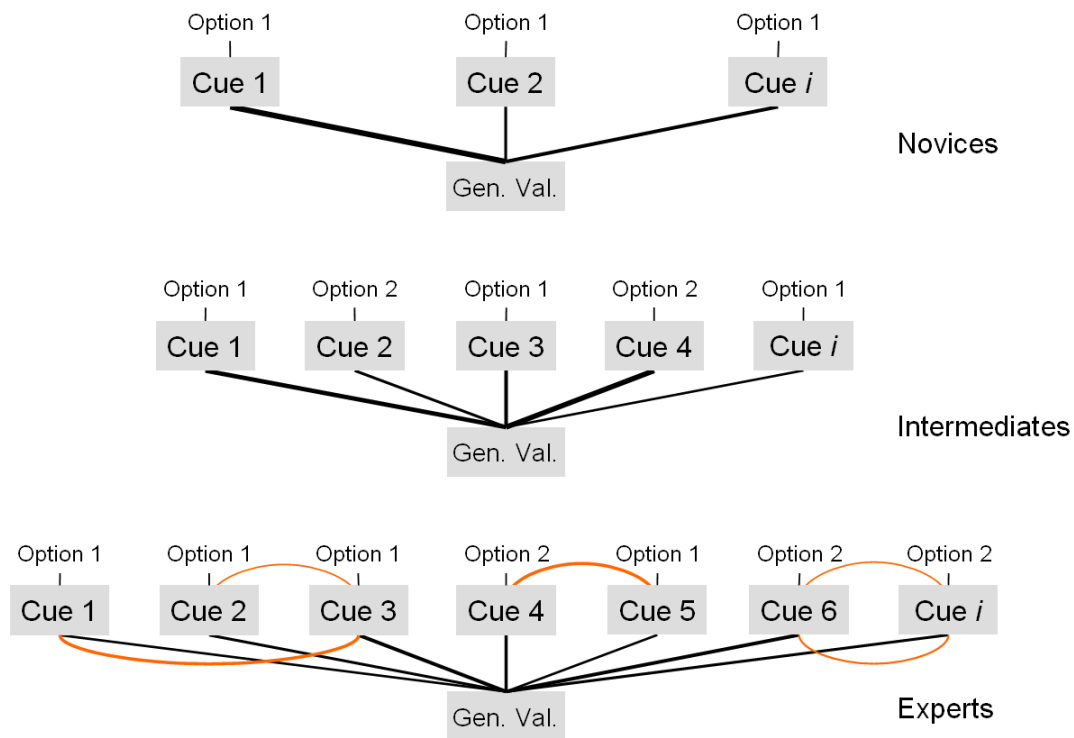 Option 1 Option 1 Option 1
Cue 1 Cue 2 Cue i
Novices
Gen. Val.
Option 1 Option 2 Option 1 Option 2 Option 1
Cue 1 Cue 2 Cue 3 Cue 4 Cue i
Intermediates
Gen. Val.
Option 1 Option 1 Option 1 Option 2 Option 1 Option 2 Option 2
Cue 1 Cue 2 Cue 3 Cue 4 Cue 5 Cue 6 Cue i
Experts
Gen. Val.